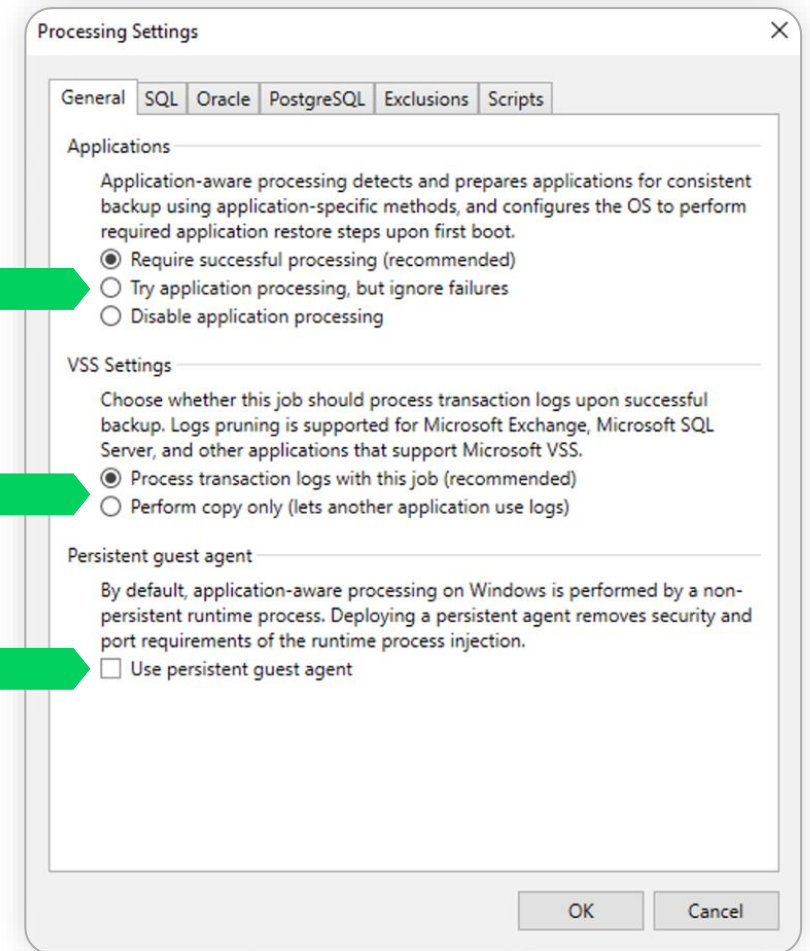 Processing Settings
General SQL Oracle PostgreSQL Exclusions Scripts
Applications
Application-aware processing detects and prepares applications for consistent
backup using application-specific methods, and configures the OS to perform
required application restore steps upon first boot.
Require successful processing (recommended)
Try application processing, but ignore failures
Disable application processing
VSS Settings
Choose whether this job should process transaction logs upon successful
backup. Logs pruning is supported for Microsoft Exchange, Microsoft SQL
Server, and other applications that support Microsoft VSS.
Process transaction logs with this job (recommended)
Perform copy only (lets another application use logs)
Persistent guest agent
By default, application-aware processing on Windows is performed by a non-
persistent runtime process. Deploying a persistent agent removes security and
port requirements of the runtime process injection.
Use persistent guest agent
OK Cancel